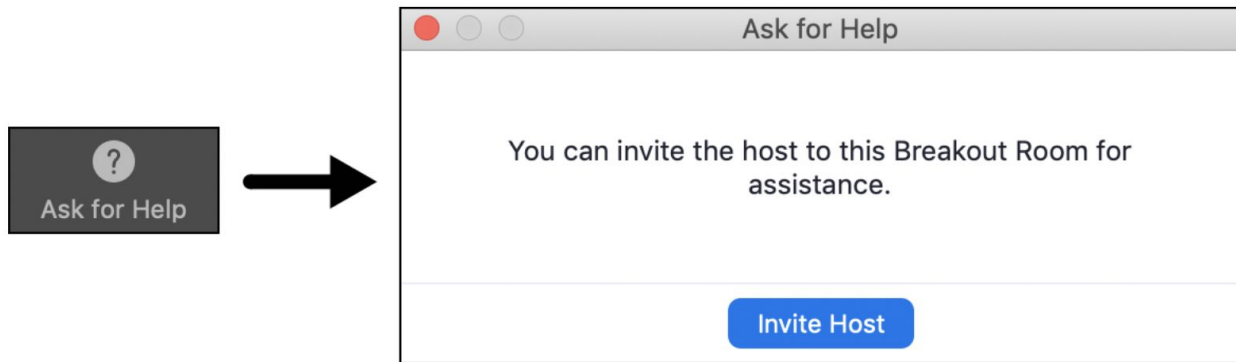 ?
Ask for Help
Ask for Help
You can invite the host to this Breakout Room for
assistance.
Invite Host